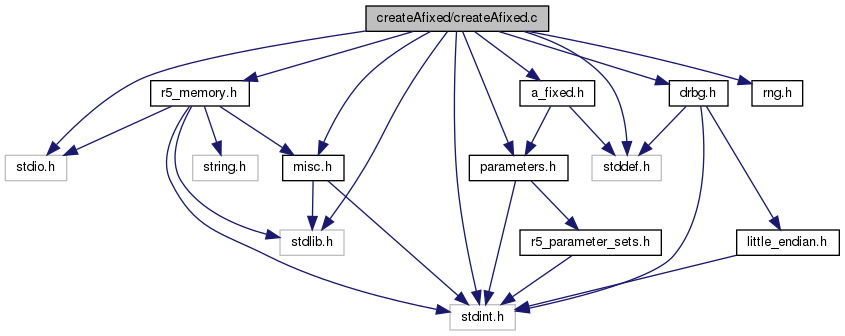 createAfixed/createAfixed.c
r5_memory.h
a_fixed.h
drbg.h
rng.h
stdio.h
string.h
misc.h
parameters.h
stddef.h
stdlib.h
r5_parameter_sets.h
little_endian.h
stdint.h